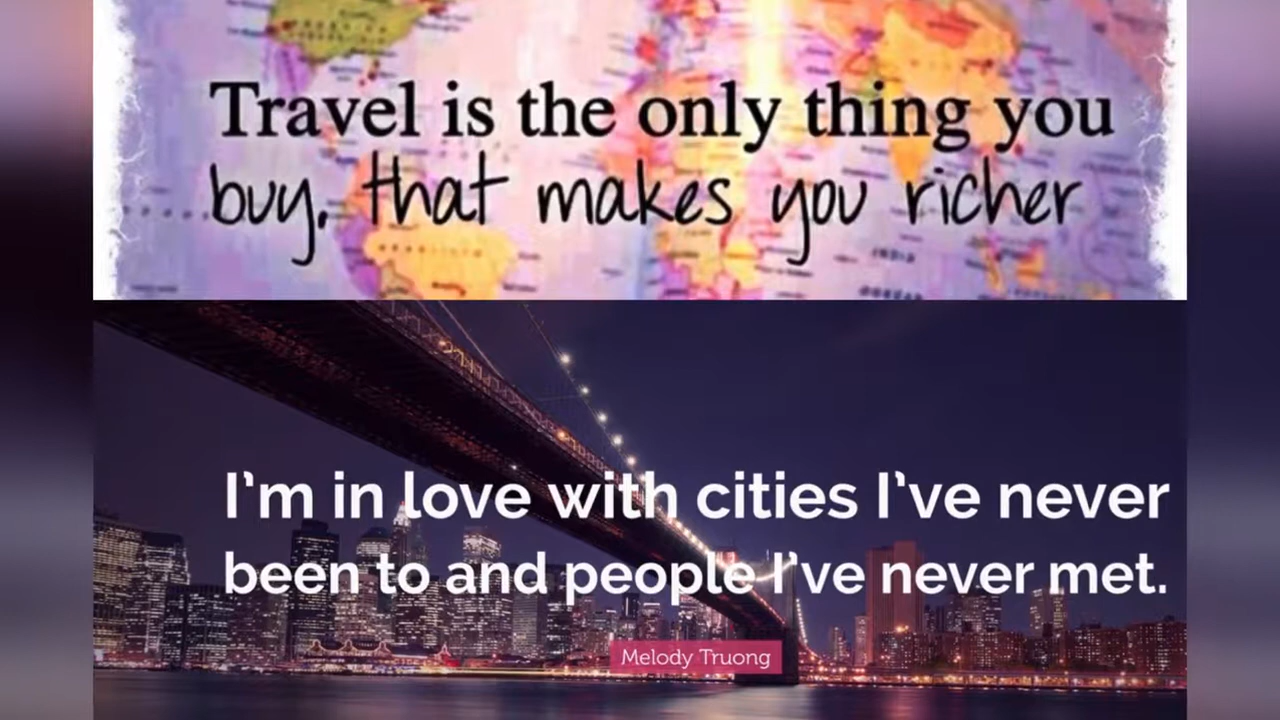 Travel is the only thing you
buy, that makes you richer
I'm in love with cities I've never
been to and people I've never met.
Melody Truong